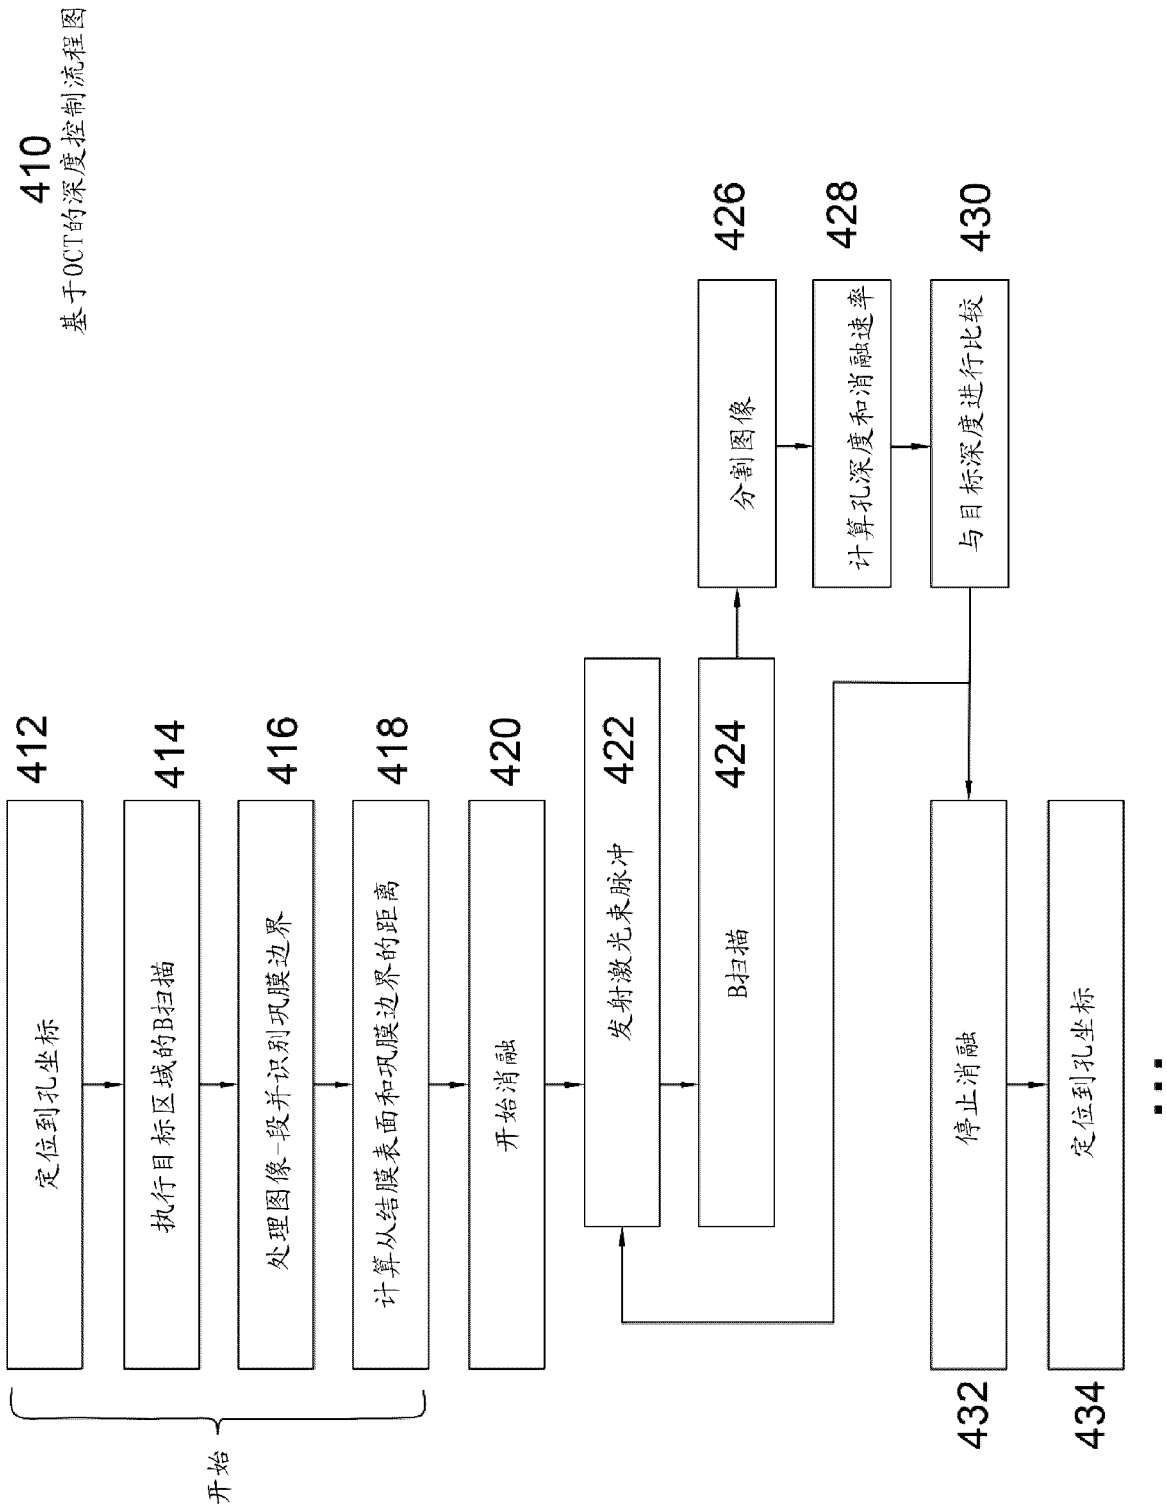 410
基于OCT的深度控制流程图
开始
412
定位到孔坐标
414
执行目标区域的B扫描
416
处理图像-段并识别巩膜边界
418
计算从结膜表面和巩膜边界的距离
420
开始消融
422
发射激光束脉冲
424
B扫描
426
分割图像
428
计算孔深度和消融速率
430
与目标深度进行比较
432
停止消融
434
定位到孔坐标
...